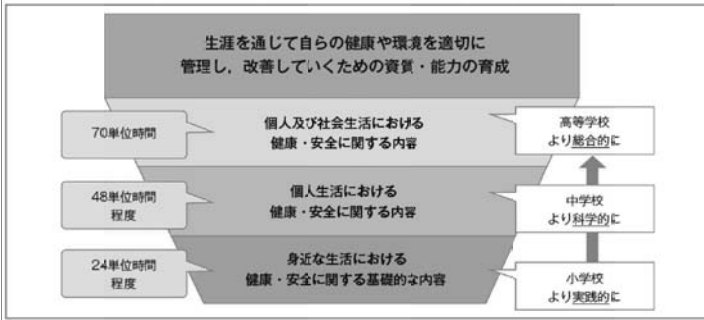 生涯を通じて自らの健康や環境を適切に
管理し，改善していくための資質・能力の育成
70単位時間
個人及び社会生活における
健康・安全に関する内容
高等学校
より総合的に
48単位時間
程度
個人生活における
健康・安全に関する内容
中学校
より科学的に
24単位時間
程度
身近な生活における
健康・安全に関する基礎的な内容
小学校
より実践的に